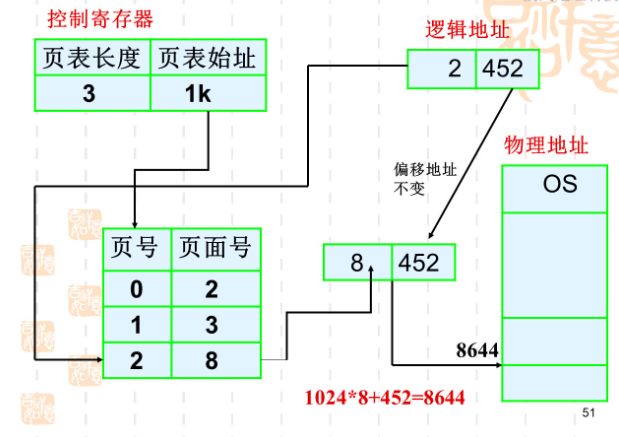 控制寄存器
页表长度 页表始址
3 1k
逻辑地址
2 452
偏移地址
不变
物理地址
OS
页号 页面号
0 2
1 3
2 8
8 452
8644
1024*8+452=8644
51